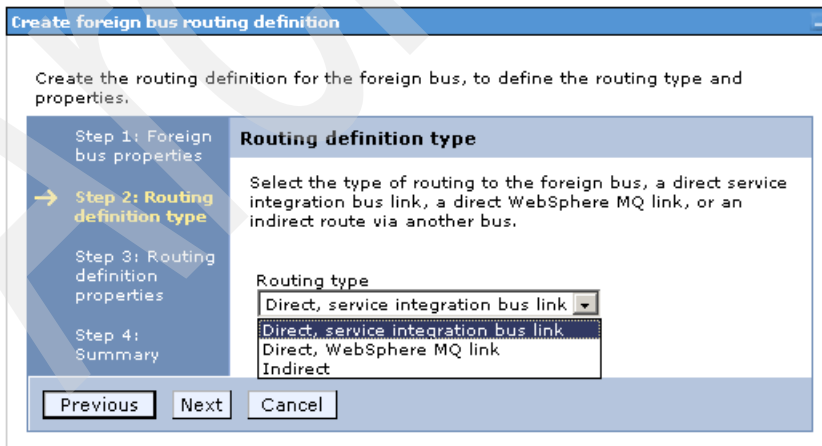 Create foreign bus routing definition
Create the routing definition for the foreign bus, to define the routing type and
properties.
Step 1: Foreign
bus properties
Step 2: Routing
definition type
Step 3: Routing
definition
properties
Step 4:
Summary
Routing definition type
Select the type of routing to the foreign bus, a direct service
integration bus link, a direct WebSphere MQ link, or an
indirect route via another bus.
Routing type
Direct, service integration bus link
Direct, service integration bus link
Direct, WebSphere MQ link
Indirect
Previous Next Cancel